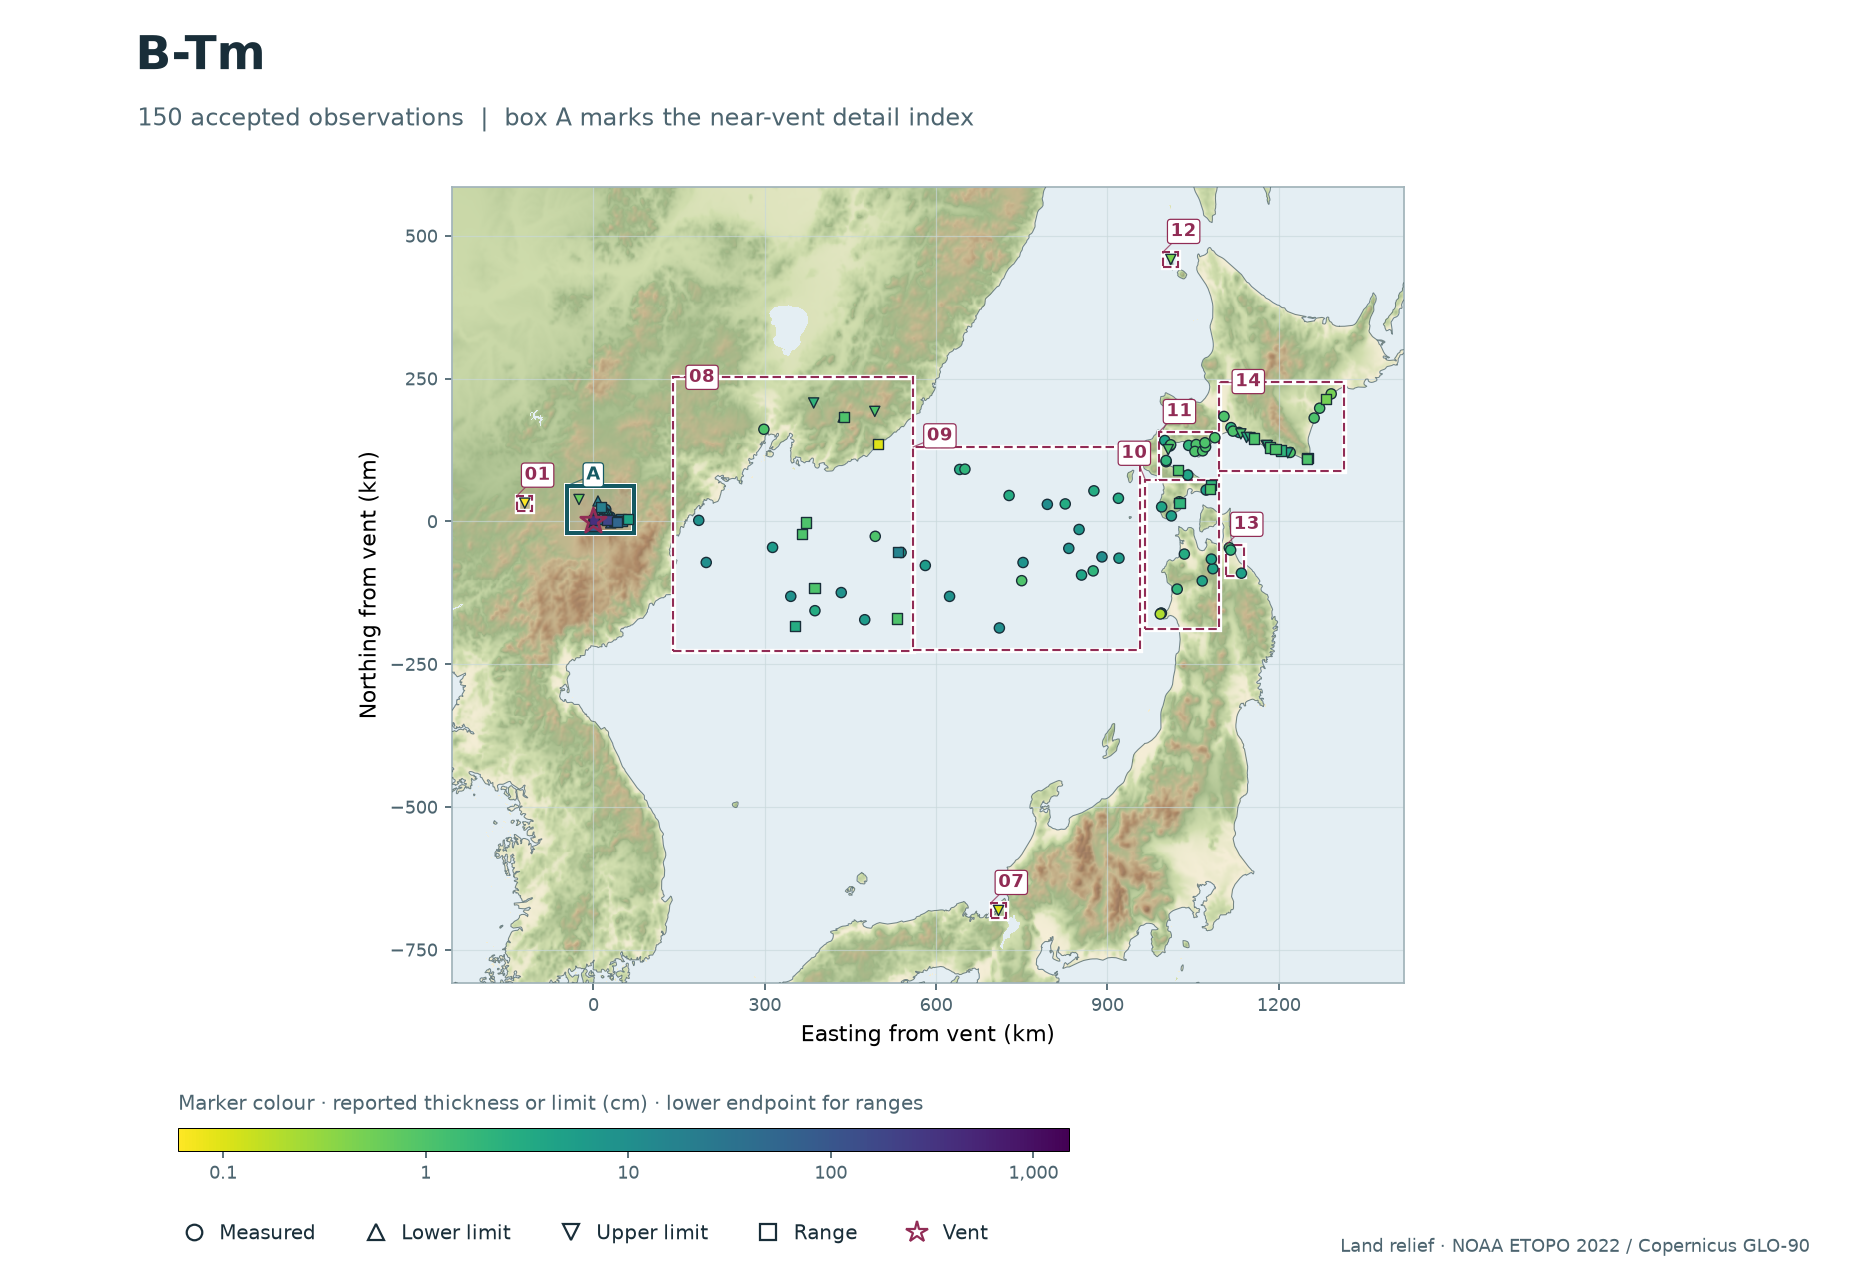 B-Tm
150 accepted observations | box A marks the near-vent detail index
12
500
250
08
14
11
09
10
01
A
13
0
−250
−500
07
−750
Northing from vent (km)
0 300 600 900 1200
Easting from vent (km)
Marker colour · reported thickness or limit (cm) · lower endpoint for ranges
0.1 1 10 100 1,000
Measured Lower limit Upper limit Range Vent
Land relief · NOAA ETOPO 2022 / Copernicus GLO-90